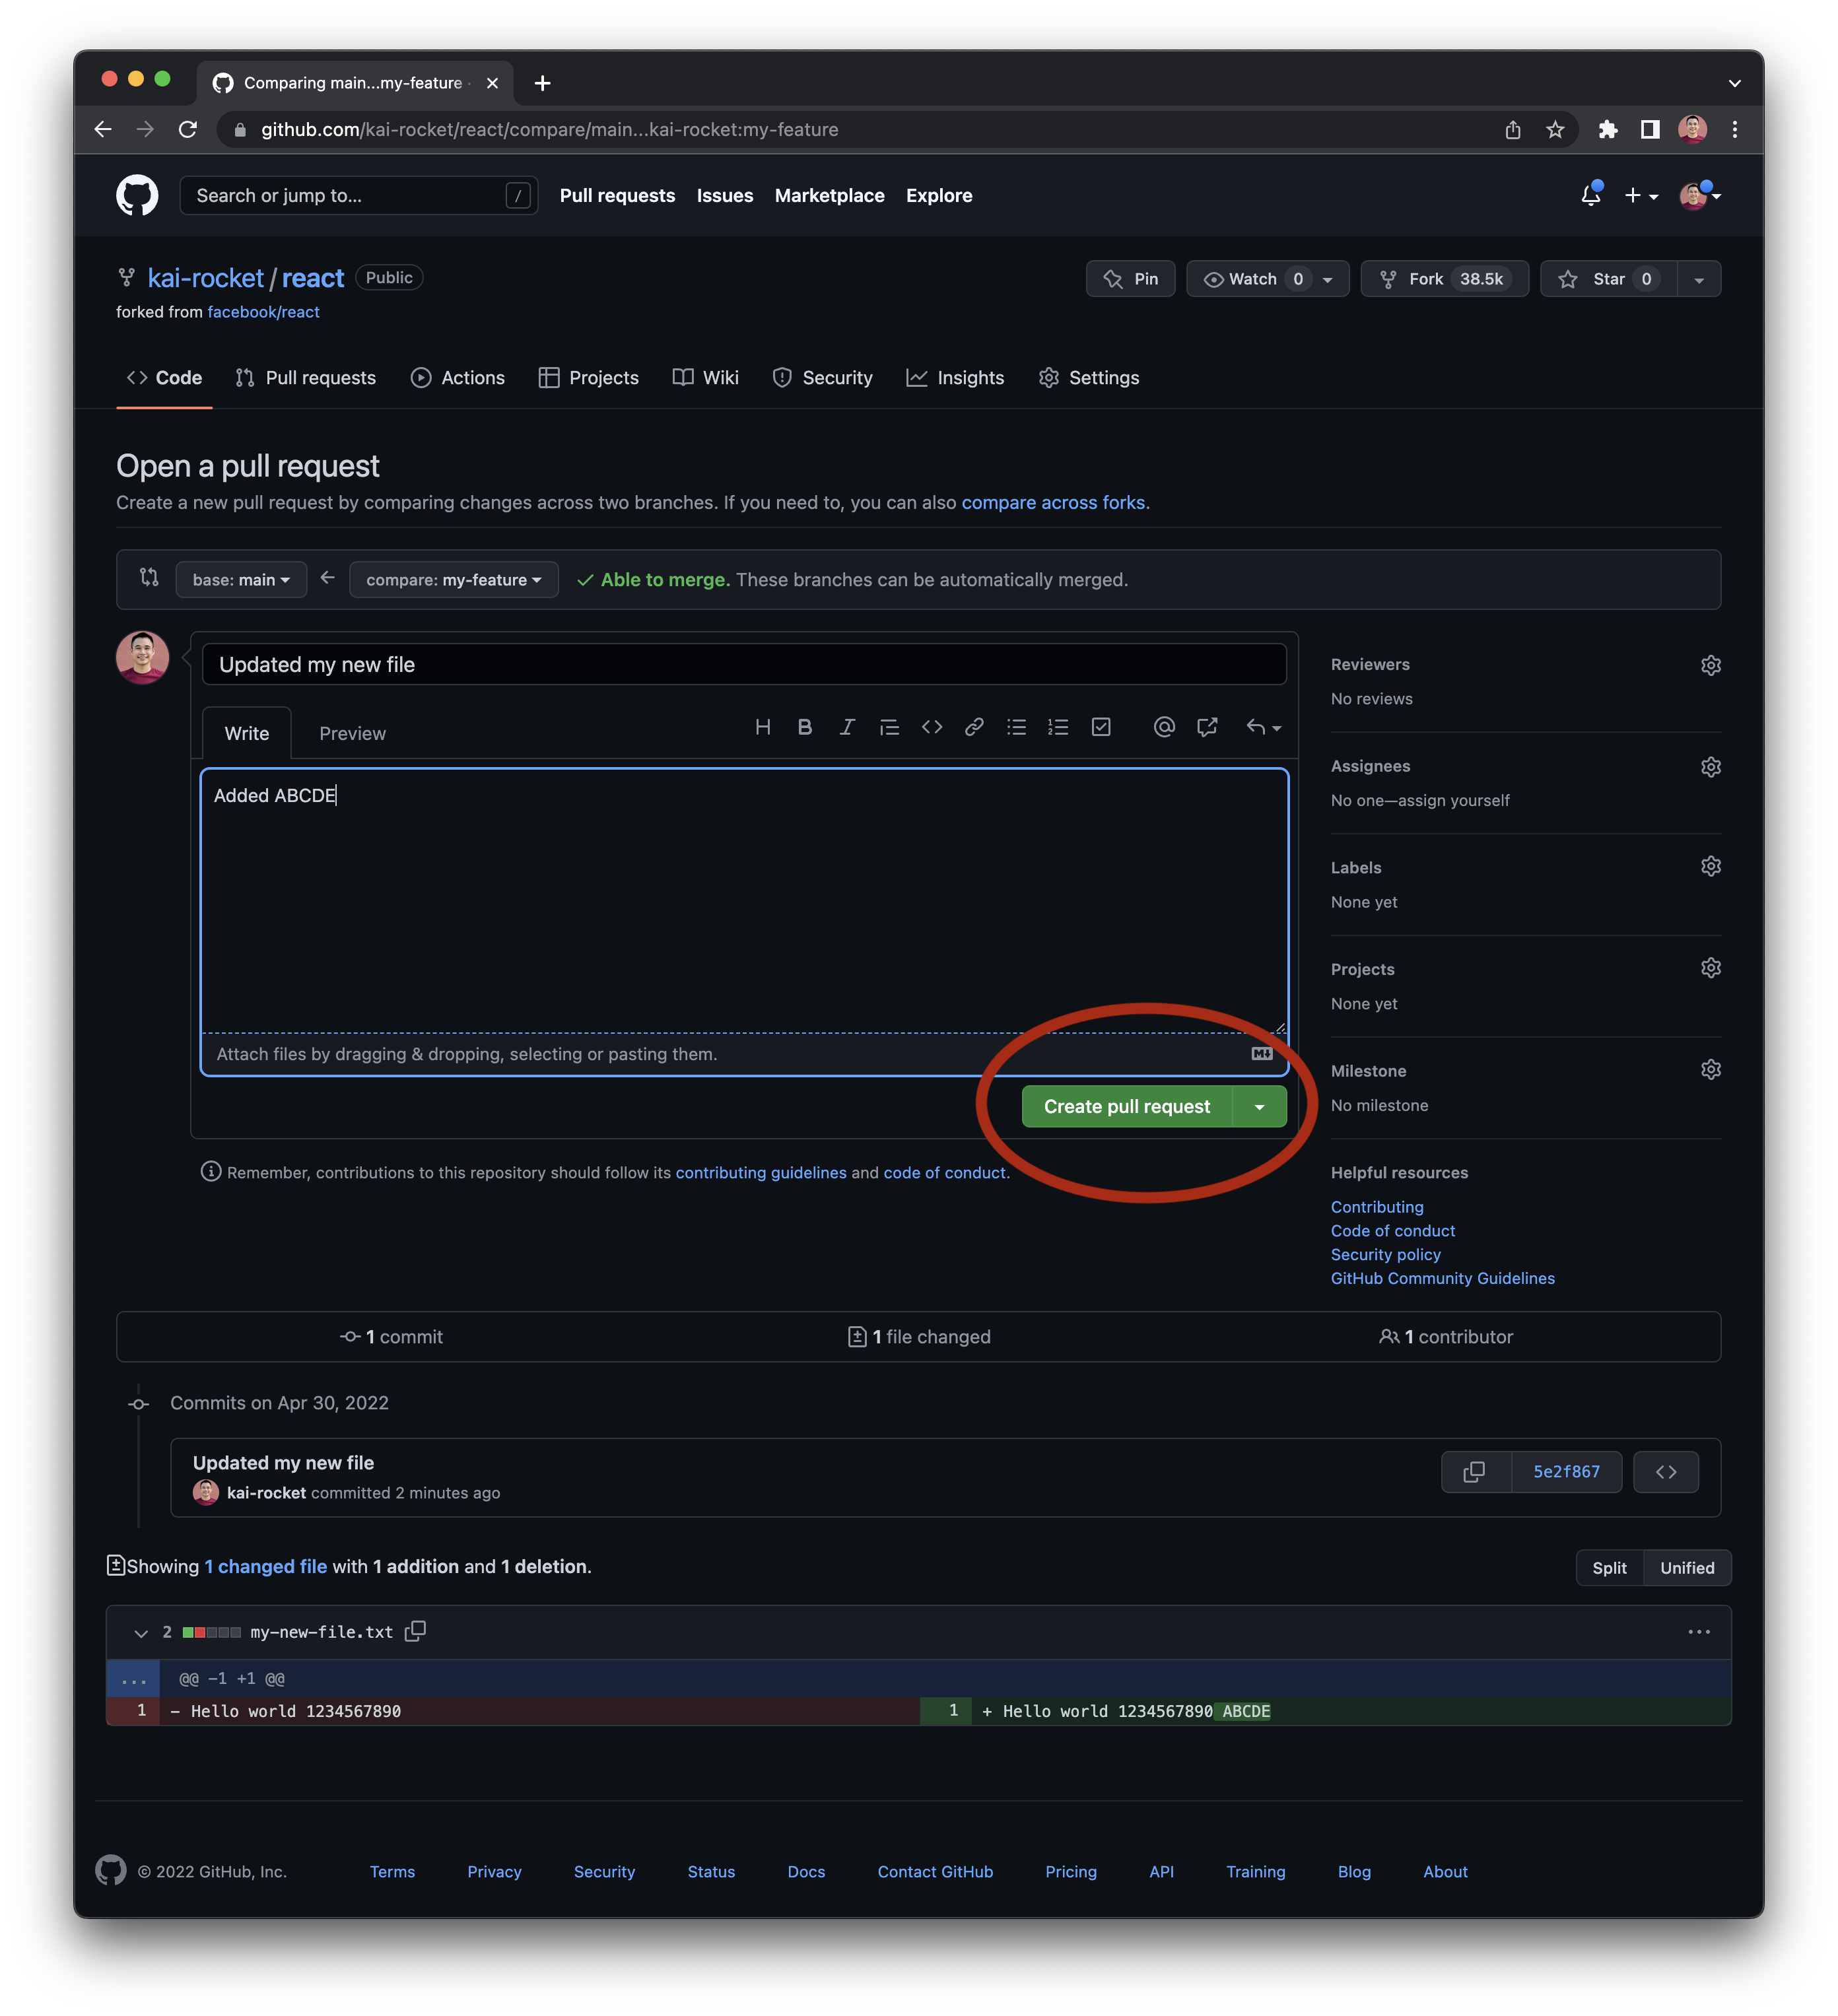 Comparing main...my-feature ·
github.com/kai-rocket/react/compare/main...kai-rocket:my-feature
Search or jump to... / Pull requests Issues Marketplace Explore
kai-rocket / react Public Pin Watch 0 Fork 38.5k Star 0
forked from facebook/react
Code Pull requests Actions Projects Wiki Security Insights Settings
Open a pull request
Create a new pull request by comparing changes across two branches. If you need to, you can also compare across forks.
base: main compare: my-feature Able to merge. These branches can be automatically merged.
Updated my new file
Write Preview
Added ABCDE
Attach files by dragging & dropping, selecting or pasting them.
Create pull request
Remember, contributions to this repository should follow its contributing guidelines and code of conduct.
Reviewers
No reviews
Assignees
No one—assign yourself
Labels
None yet
Projects
None yet
Milestone
No milestone
Helpful resources
Contributing
Code of conduct
Security policy
GitHub Community Guidelines
1 commit 1 file changed 1 contributor
Commits on Apr 30, 2022
Updated my new file
kai-rocket committed 2 minutes ago
5e2f867
Showing 1 changed file with 1 addition and 1 deletion.
Split Unified
2 my-new-file.txt
... @@ -1 +1 @@
1 - Hello world 1234567890 1 + Hello world 1234567890 ABCDE
© 2022 GitHub, Inc. Terms Privacy Security Status Docs Contact GitHub Pricing API Training Blog About